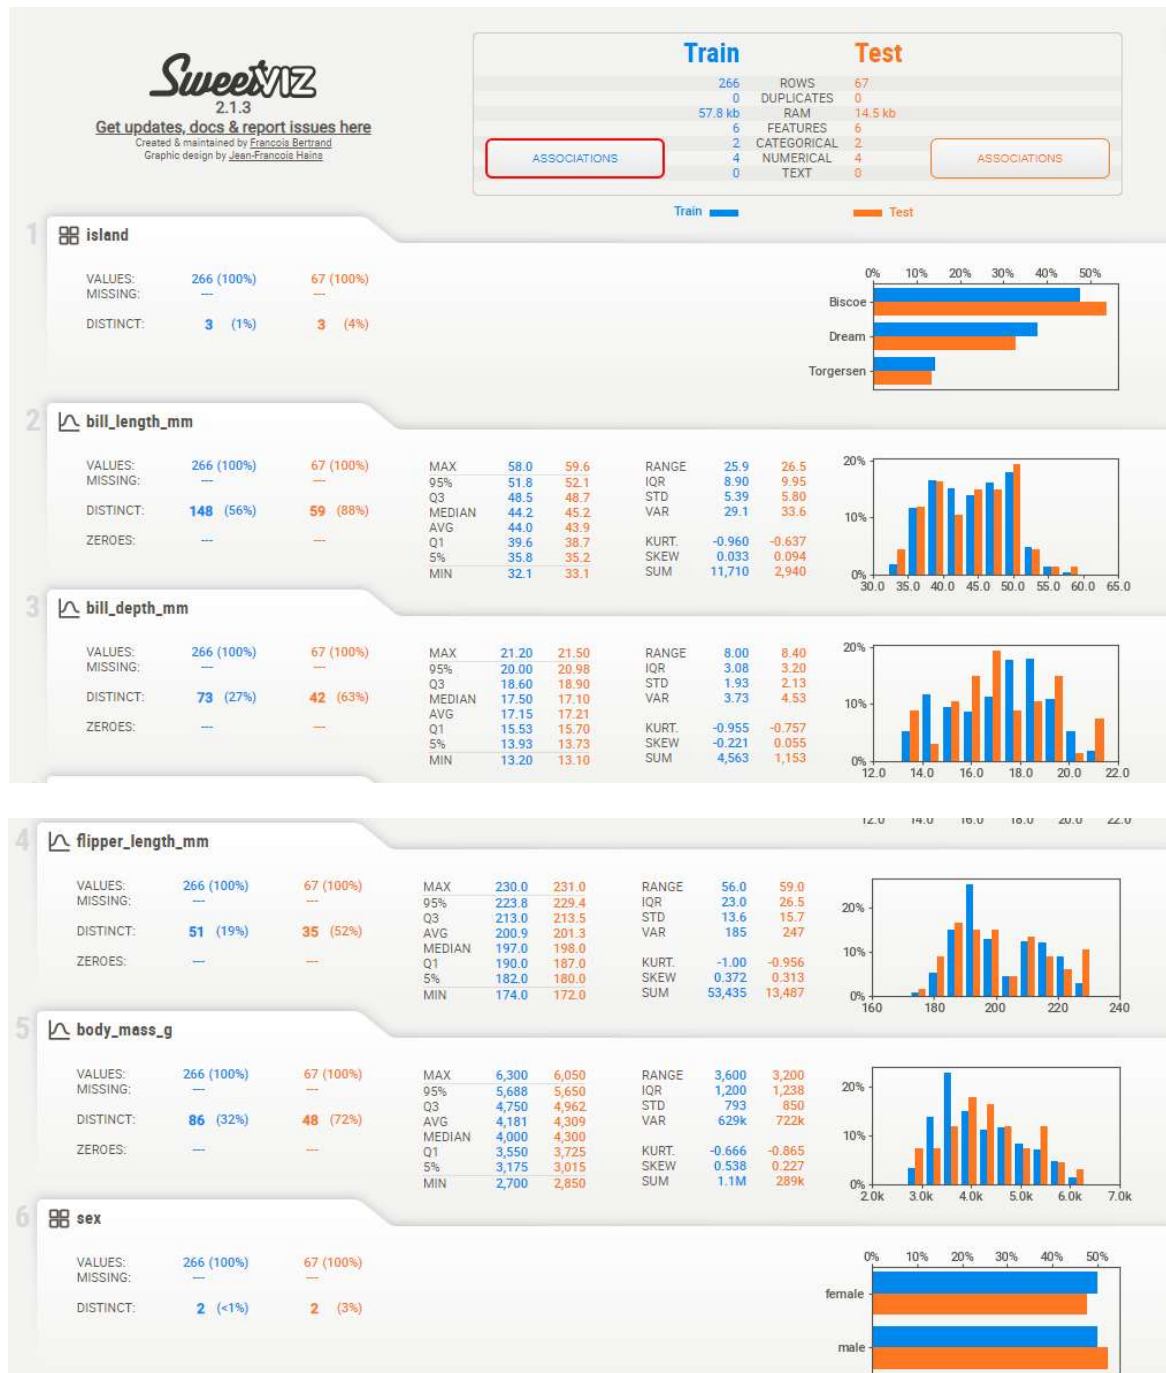 SweetVIZ
2.1.3
Get updates, docs & report issues here
Created & maintained by Francois Bertrand
Graphic design by Jean-Francois Hains
Train Test
266 ROWS 67
0 DUPLICATES 0
57.8 kb RAM 14.5 kb
6 FEATURES 6
2 CATEGORICAL 2
4 NUMERICAL 4
0 TEXT 0
ASSOCIATIONS
ASSOCIATIONS
Train Test
1 island
VALUES: 266 (100%) 67 (100%)
MISSING: --- ---
DISTINCT: 3 (1%) 3 (4%)
0% 10% 20% 30% 40% 50%
Biscoe
Dream
Torgersen
2 bill_length_mm
VALUES: 266 (100%) 67 (100%)
MISSING: --- ---
DISTINCT: 148 (56%) 59 (88%)
ZEROES: --- ---
MAX 58.0 59.6
95% 51.8 52.1
Q3 48.5 48.7
MEDIAN 44.2 45.2
AVG 44.0 43.9
Q1 39.6 38.7
5% 35.8 35.2
MIN 32.1 33.1
RANGE 25.9 26.5
IQR 8.90 9.95
STD 5.39 5.80
VAR 29.1 33.6
KURT. -0.960 -0.637
SKEW 0.033 0.094
SUM 11,710 2,940
20%
10%
0%
30.0 35.0 40.0 45.0 50.0 55.0 60.0 65.0
3 bill_depth_mm
VALUES: 266 (100%) 67 (100%)
MISSING: --- ---
DISTINCT: 73 (27%) 42 (63%)
ZEROES: --- ---
MAX 21.20 21.50
95% 20.00 20.98
Q3 18.60 18.90
MEDIAN 17.50 17.10
AVG 17.15 17.21
Q1 15.53 15.70
5% 13.93 13.73
MIN 13.20 13.10
RANGE 8.00 8.40
IQR 3.08 3.20
STD 1.93 2.13
VAR 3.73 4.53
KURT. -0.955 -0.757
SKEW -0.221 0.055
SUM 4,563 1,153
20%
10%
0%
12.0 14.0 16.0 18.0 20.0 22.0
12.0 14.0 16.0 18.0 20.0 22.0
4 flipper_length_mm
VALUES: 266 (100%) 67 (100%)
MISSING: --- ---
DISTINCT: 51 (19%) 35 (52%)
ZEROES: --- ---
MAX 230.0 231.0
95% 223.8 229.4
Q3 213.0 213.5
AVG 200.9 201.3
MEDIAN 197.0 198.0
Q1 190.0 187.0
5% 182.0 180.0
MIN 174.0 172.0
RANGE 56.0 59.0
IQR 23.0 26.5
STD 13.6 15.7
VAR 185 247
KURT. -1.00 -0.956
SKEW 0.372 0.313
SUM 53,435 13,487
20%
10%
0%
160 180 200 220 240
5 body_mass_g
VALUES: 266 (100%) 67 (100%)
MISSING: --- ---
DISTINCT: 86 (32%) 48 (72%)
ZEROES: --- ---
MAX 6,300 6,050
95% 5,688 5,650
Q3 4,750 4,962
AVG 4,181 4,309
MEDIAN 4,000 4,300
Q1 3,550 3,725
5% 3,175 3,015
MIN 2,700 2,850
RANGE 3,600 3,200
IQR 1,200 1,238
STD 793 850
VAR 629k 722k
KURT. -0.666 -0.865
SKEW 0.538 0.227
SUM 1.1M 289k
20%
10%
0%
2.0k 3.0k 4.0k 5.0k 6.0k 7.0k
6 sex
VALUES: 266 (100%) 67 (100%)
MISSING: --- ---
DISTINCT: 2 (<1%) 2 (3%)
0% 10% 20% 30% 40% 50%
female
male